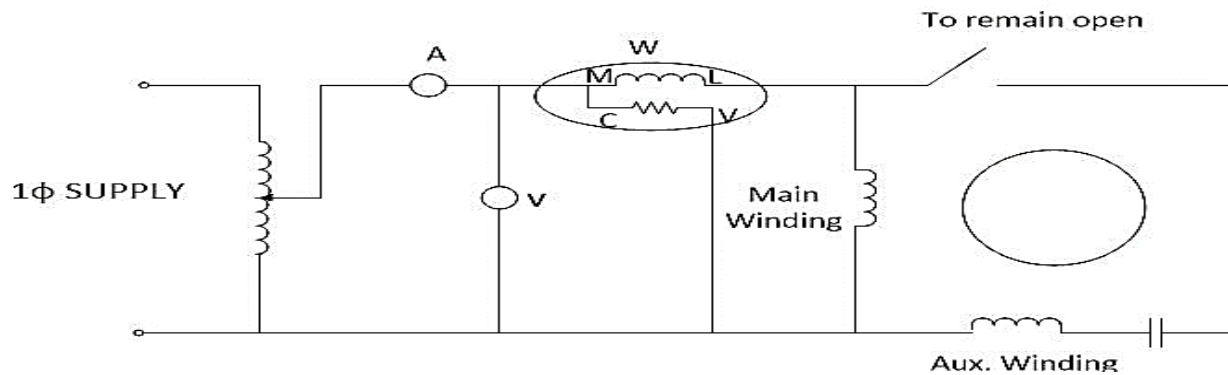 To remain open
A
W
M
L
C
V
1ϕ SUPPLY
V
Main
Winding
Aux. Winding